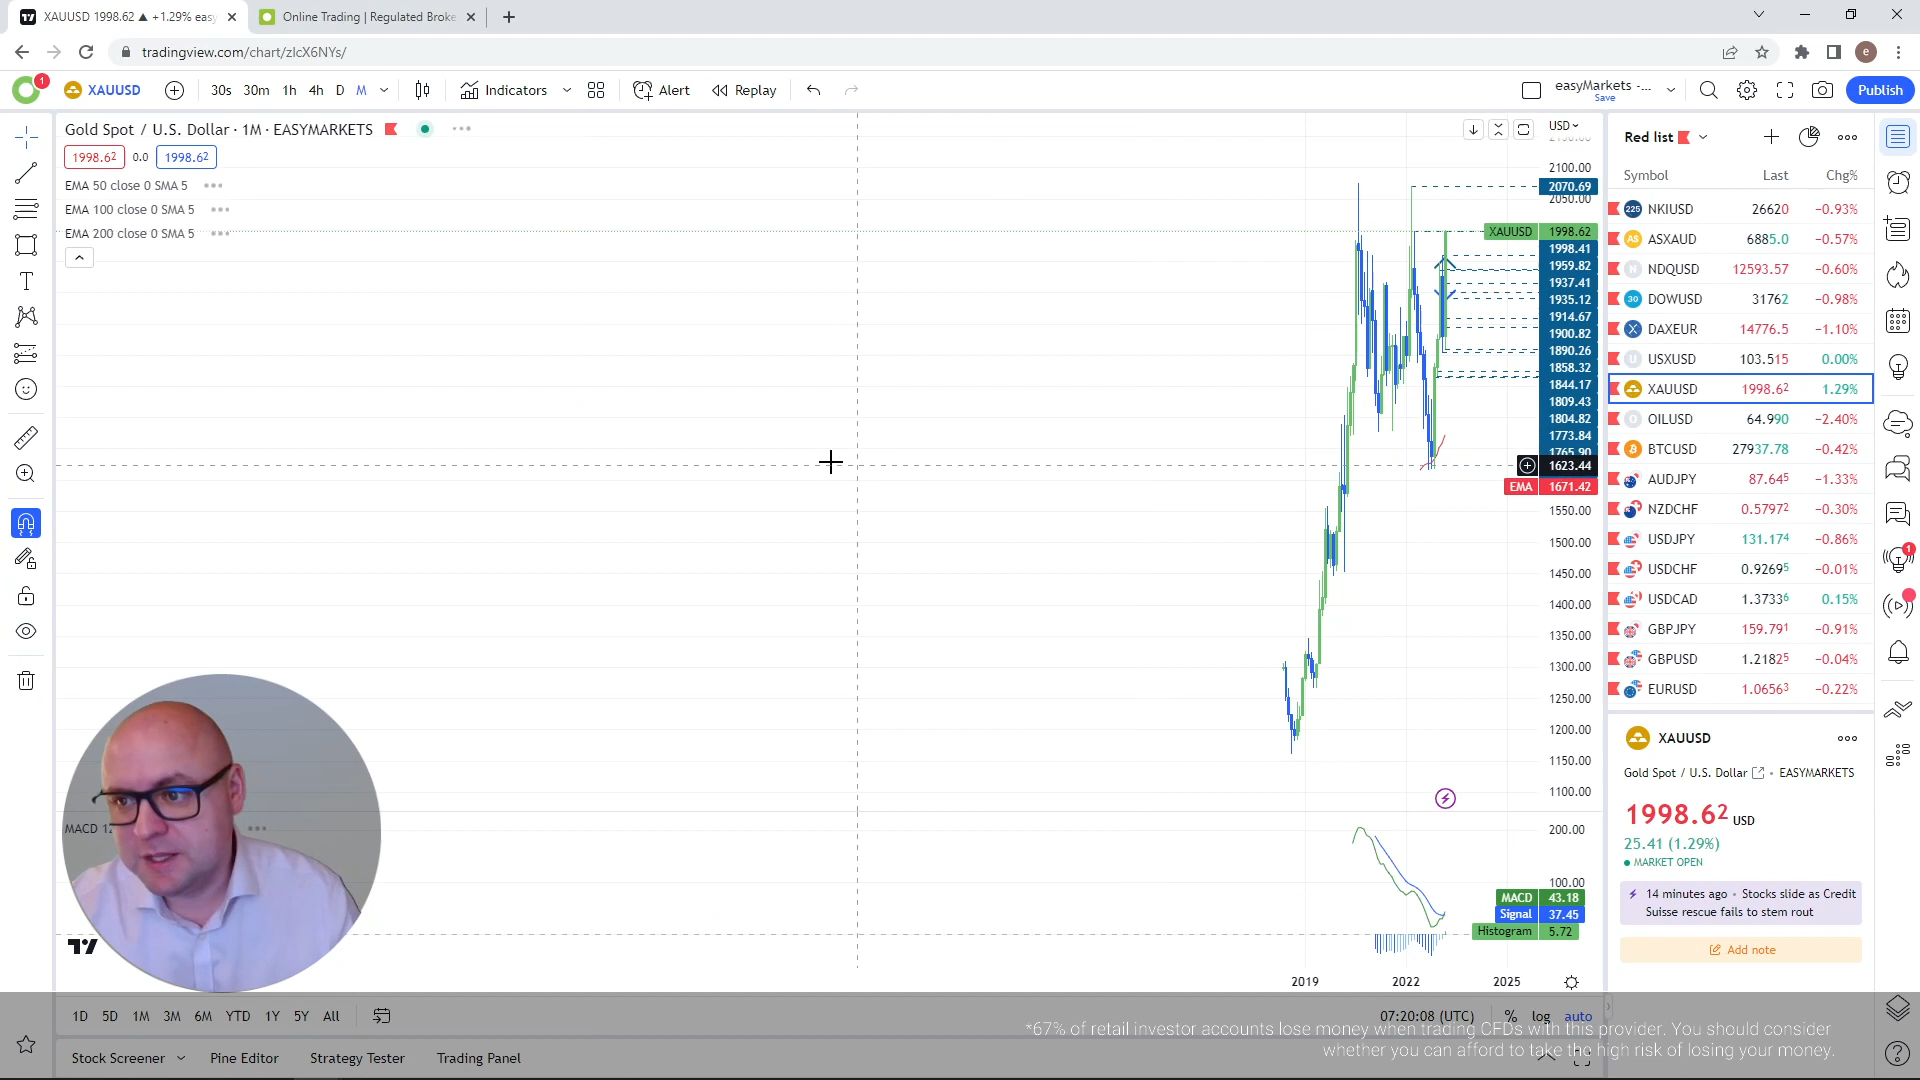 XAUUSD 1998.62 ▲ +1.29% easy
Online Trading | Regulated Broke
tradingview.com/chart/zIcX6NYs/
e
1
XAUUSD
30s 30m 1h 4h D M
Indicators
Alert
Replay
easyMarkets -...
Save
Publish
Gold Spot / U.S. Dollar · 1M · EASYMARKETS
1998.62 0.0 1998.62
EMA 50 close 0 SMA 5
EMA 100 close 0 SMA 5
EMA 200 close 0 SMA 5
USD
2100.00
2070.69
2050.00
XAUUSD 1998.62
1998.41
1959.82
1937.41
1935.12
1914.67
1900.82
1890.26
1858.32
1844.17
1809.43
1804.82
1773.84
1765.90
1623.44
EMA 1671.42
1550.00
1500.00
1450.00
1400.00
1350.00
1300.00
1250.00
1200.00
1150.00
1100.00
200.00
100.00
MACD 43.18
Signal 37.45
Histogram 5.72
MACD 12
2019 2022 2025
Red list
Symbol Last Chg%
225 NKIUSD 26620 −0.93%
AS ASXAUD 6885.0 −0.57%
N NDQUSD 12593.57 −0.60%
30 DOWUSD 31762 −0.98%
X DAXEUR 14776.5 −1.10%
U USXUSD 103.515 0.00%
XAUUSD 1998.62 1.29%
O OILUSD 64.990 −2.40%
BTCUSD 27937.78 −0.42%
AUDJPY 87.645 −1.33%
NZDCHF 0.57972 −0.30%
USDJPY 131.174 −0.86%
USDCHF 0.92695 −0.01%
USDCAD 1.37336 0.15%
GBPJPY 159.791 −0.91%
GBPUSD 1.21825 −0.04%
EURUSD 1.06563 −0.22%
1
XAUUSD
Gold Spot / U.S. Dollar • EASYMARKETS
1998.62 USD
25.41 (1.29%)
MARKET OPEN
14 minutes ago • Stocks slide as Credit
Suisse rescue fails to stem rout
Add note
1D 5D 1M 3M 6M YTD 1Y 5Y All
07:20:08 (UTC) % log auto
*67% of retail investor accounts lose money when trading CFDs with this provider. You should consider
whether you can afford to take the high risk of losing your money.
Stock Screener Pine Editor Strategy Tester Trading Panel